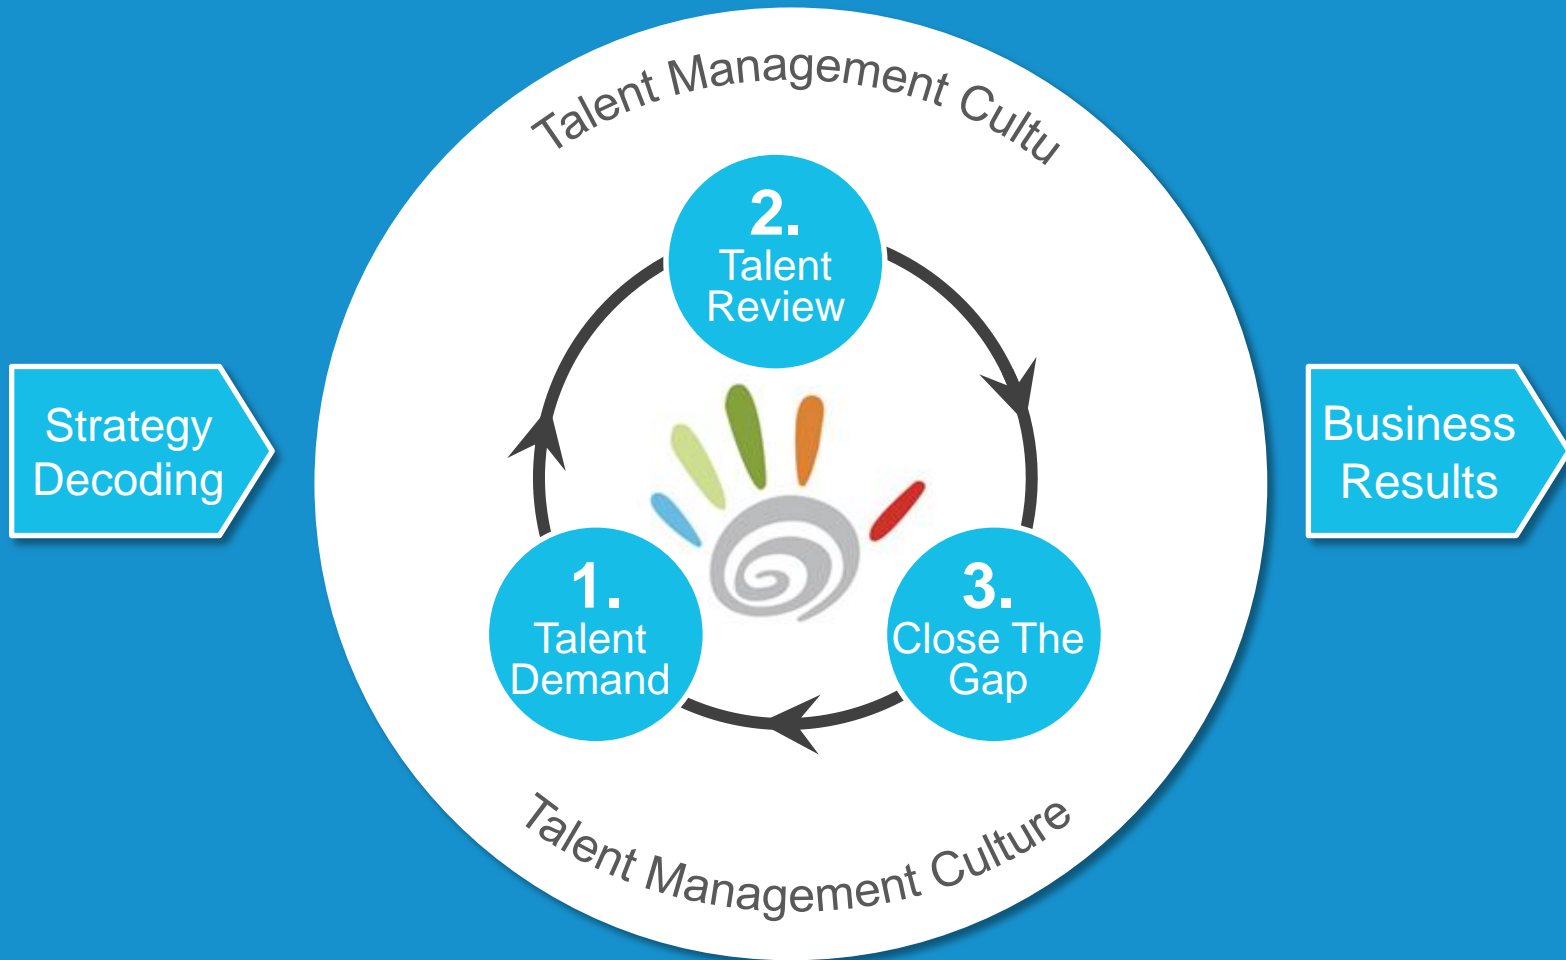 Talent Management Cultu
2.
Talent
Review
Strategy
Decoding
Business
Results
1.
Talent
Demand
3.
Close The
Gap
Talent Management Culture